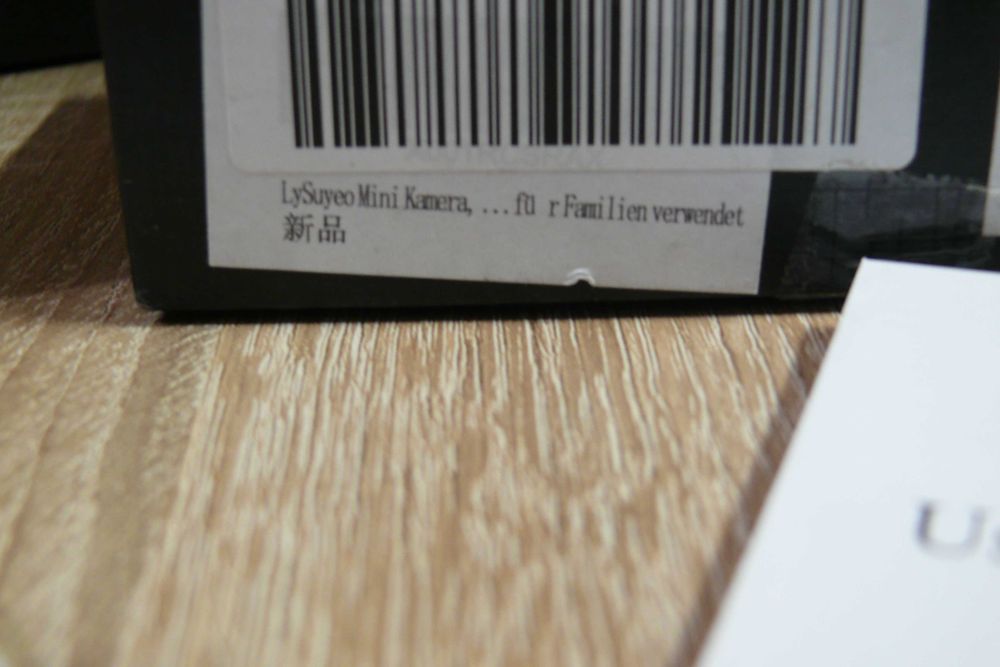 LySuyeo Mini Kamera, ...fü r Familien verwendet
新品